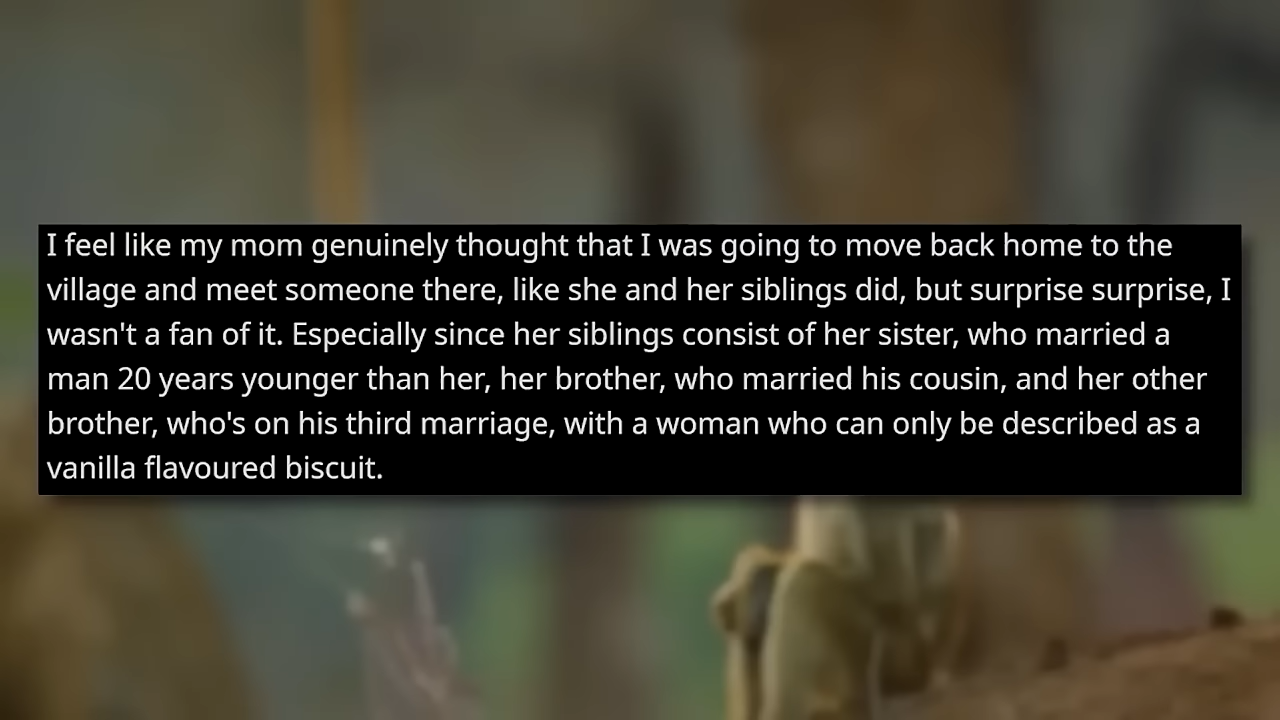 I feel like my mom genuinely thought that I was going to move back home to the
village and meet someone there, like she and her siblings did, but surprise surprise, I
wasn't a fan of it. Especially since her siblings consist of her sister, who married a
man 20 years younger than her, her brother, who married his cousin, and her other
brother, who's on his third marriage, with a woman who can only be described as a
vanilla flavoured biscuit.